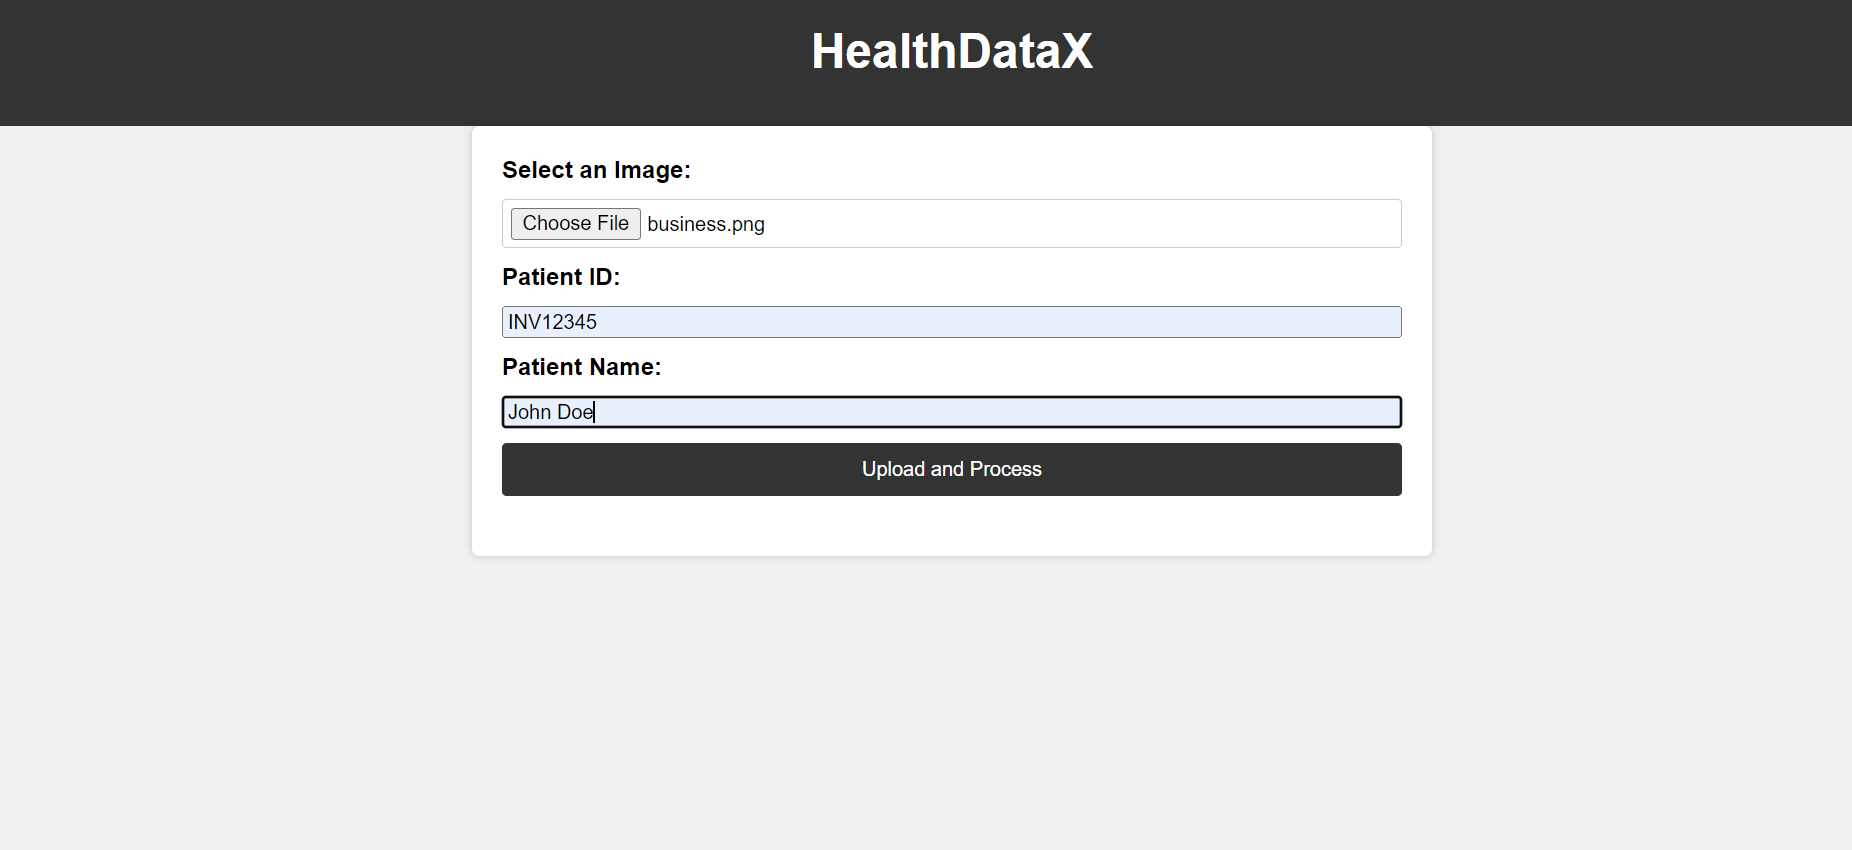 HealthDataX
Select an Image:
Choose File business.png
Patient ID:
INV12345
Patient Name:
John Doe
Upload and Process